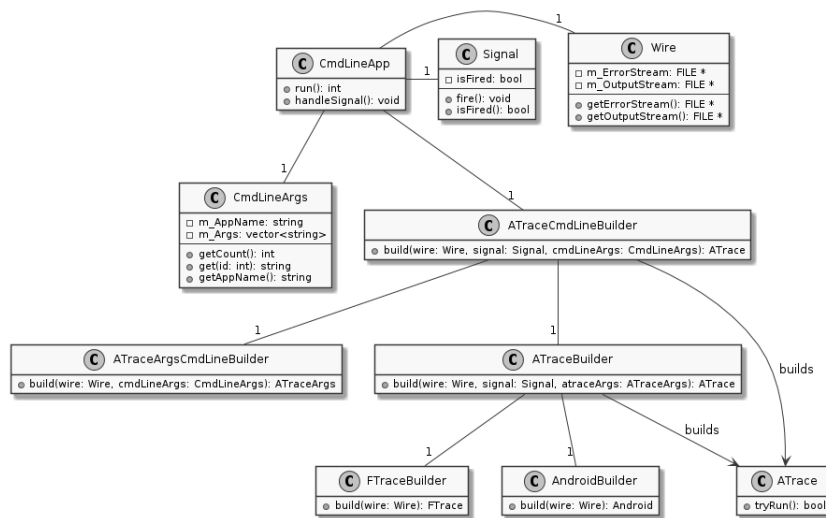 1
C CmdLineApp
run(): int
handleSignal(): void
1
C Signal
isFired: bool
fire(): void
isFired(): bool
C Wire
m_ErrorStream: FILE *
m_OutputStream: FILE *
getErrorStream(): FILE *
getOutputStream(): FILE *
1
1
C CmdLineArgs
m_AppName: string
m_Args: vector<string>
getCount(): int
get(id: int): string
getAppName(): string
C ATraceCmdLineBuilder
build(wire: Wire, signal: Signal, cmdLineArgs: CmdLineArgs): ATrace
1
1
C ATraceArgsCmdLineBuilder
build(wire: Wire, cmdLineArgs: CmdLineArgs): ATraceArgs
C ATraceBuilder
build(wire: Wire, signal: Signal, atraceArgs: ATraceArgs): ATrace
builds
builds
1
1
C FTraceBuilder
build(wire: Wire): FTrace
C AndroidBuilder
build(wire: Wire): Android
C ATrace
tryRun(): bool